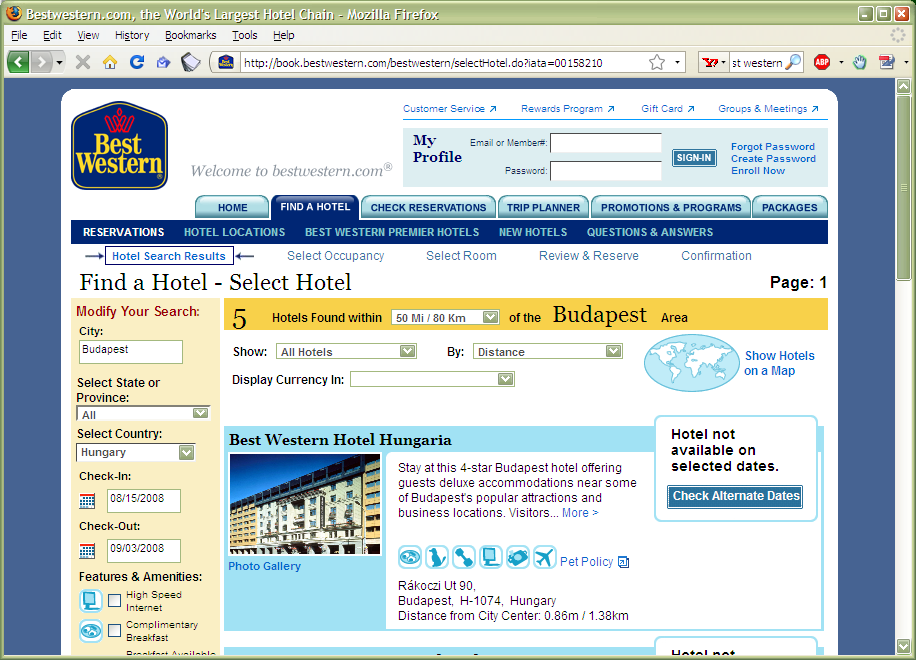 Bestwestern.com, the World's Largest Hotel Chain - Mozilla Firefox
File Edit View History Bookmarks Tools Help
http://book.bestwestern.com/bestwestern/selectHotel.do?iata=00158210
st western
ABP
Best Western
Welcome to bestwestern.com®
Customer Service Rewards Program Gift Card Groups & Meetings
My Profile
Email or Member#:
Password:
SIGN-IN
Forgot Password
Create Password
Enroll Now
HOME FIND A HOTEL CHECK RESERVATIONS TRIP PLANNER PROMOTIONS & PROGRAMS PACKAGES
RESERVATIONS HOTEL LOCATIONS BEST WESTERN PREMIER HOTELS NEW HOTELS QUESTIONS & ANSWERS
Hotel Search Results Select Occupancy Select Room Review & Reserve Confirmation
Find a Hotel - Select Hotel Page: 1
Modify Your Search:
City:
Budapest
Select State or
Province:
All
Select Country:
Hungary
Check-In:
08/15/2008
Check-Out:
09/03/2008
Features & Amenities:
High Speed
Internet
Complimentary
Breakfast
Breakfast Available
5 Hotels Found within 50 Mi / 80 Km of the Budapest Area
Show: All Hotels By: Distance
Display Currency In:
Show Hotels
on a Map
Best Western Hotel Hungaria
Photo Gallery
Stay at this 4-star Budapest hotel offering
guests deluxe accommodations near some
of Budapest's popular attractions and
business locations. Visitors... More >
Pet Policy
Rákoczi Ut 90,
Budapest, H-1074, Hungary
Distance from City Center: 0.86m / 1.38km
Hotel not
available on
selected dates.
Check Alternate Dates
Hotel not